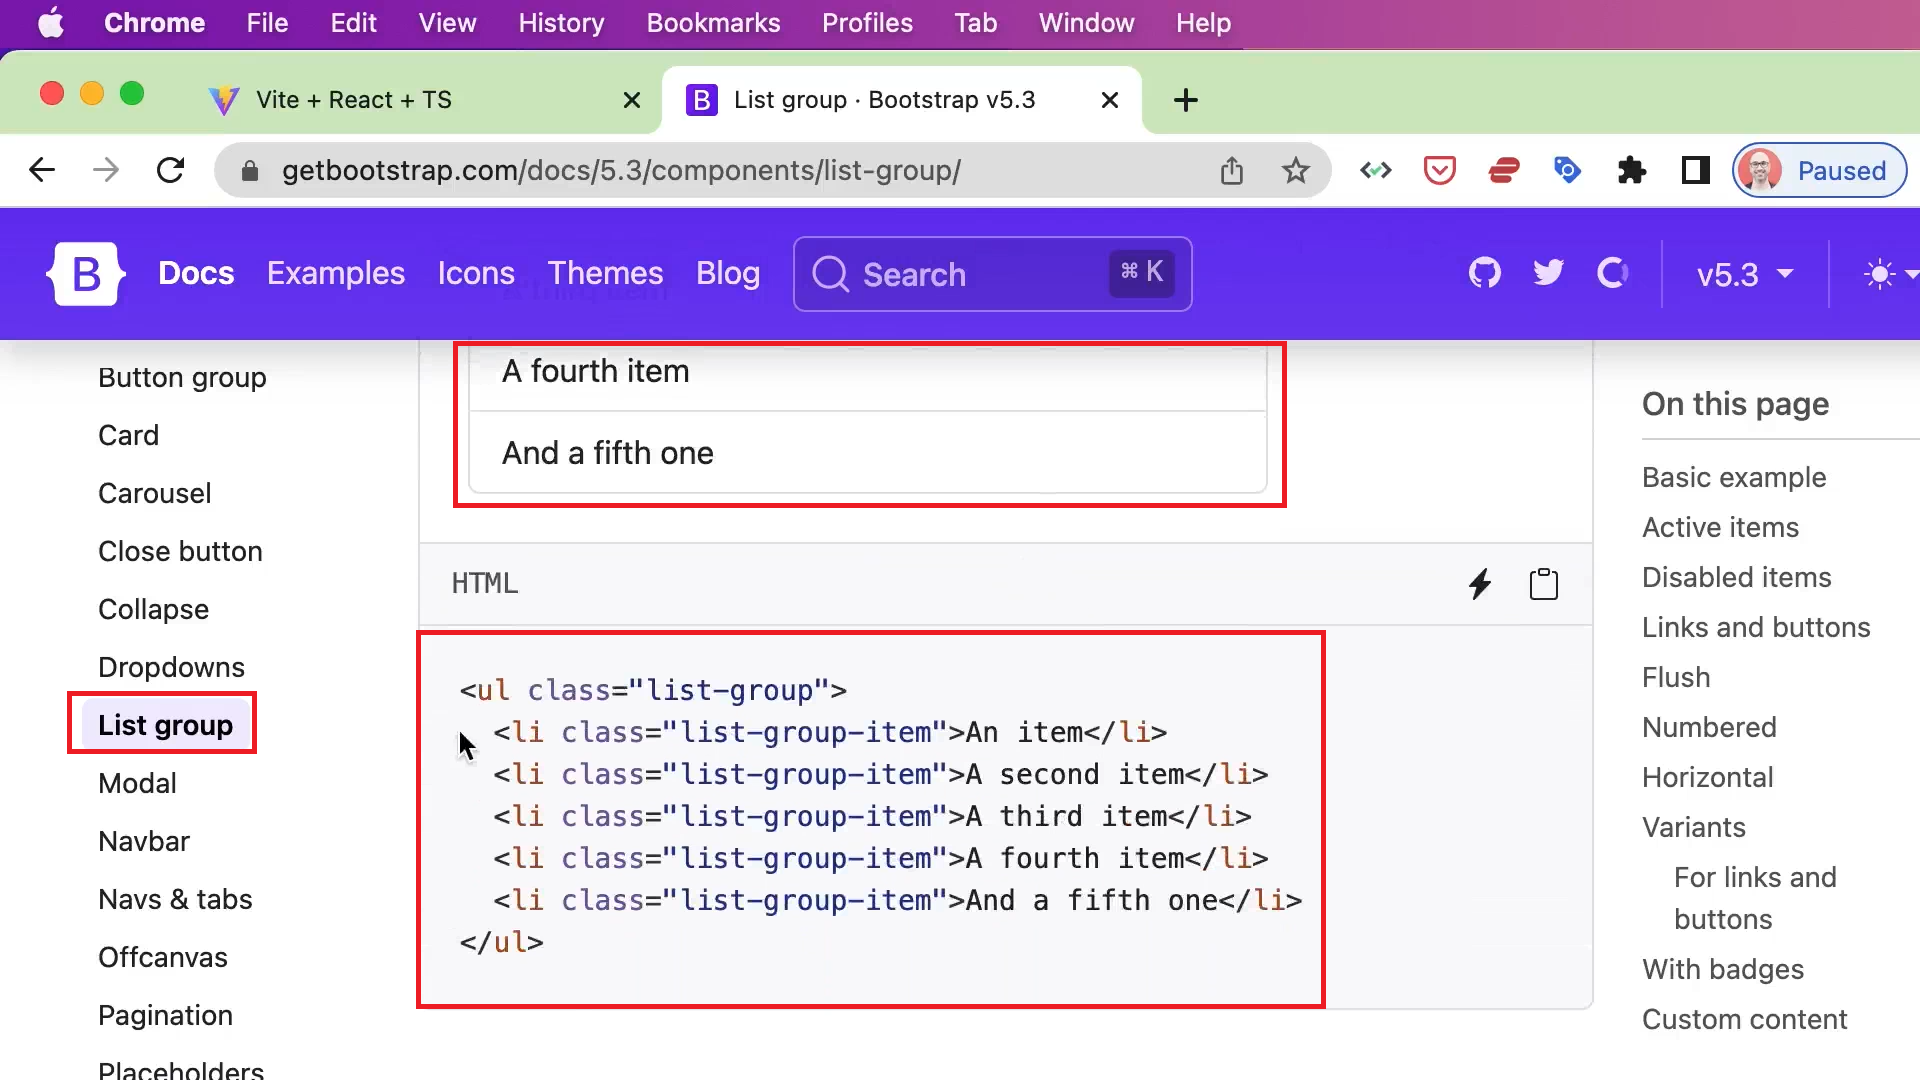 Chrome File Edit View History Bookmarks Profiles Tab Window Help
Vite + React + TS
List group · Bootstrap v5.3
getbootstrap.com/docs/5.3/components/list-group/
Paused
B Docs Examples Icons Themes Blog Search ⌘ K v5.3
Button group
Card
Carousel
Close button
Collapse
Dropdowns
List group
Modal
Navbar
Navs & tabs
Offcanvas
Pagination
Placeholders
A fourth item
And a fifth one
HTML
<ul class="list-group">
  <li class="list-group-item">An item</li>
  <li class="list-group-item">A second item</li>
  <li class="list-group-item">A third item</li>
  <li class="list-group-item">A fourth item</li>
  <li class="list-group-item">And a fifth one</li>
</ul>
On this page
Basic example
Active items
Disabled items
Links and buttons
Flush
Numbered
Horizontal
Variants
For links and
buttons
With badges
Custom content